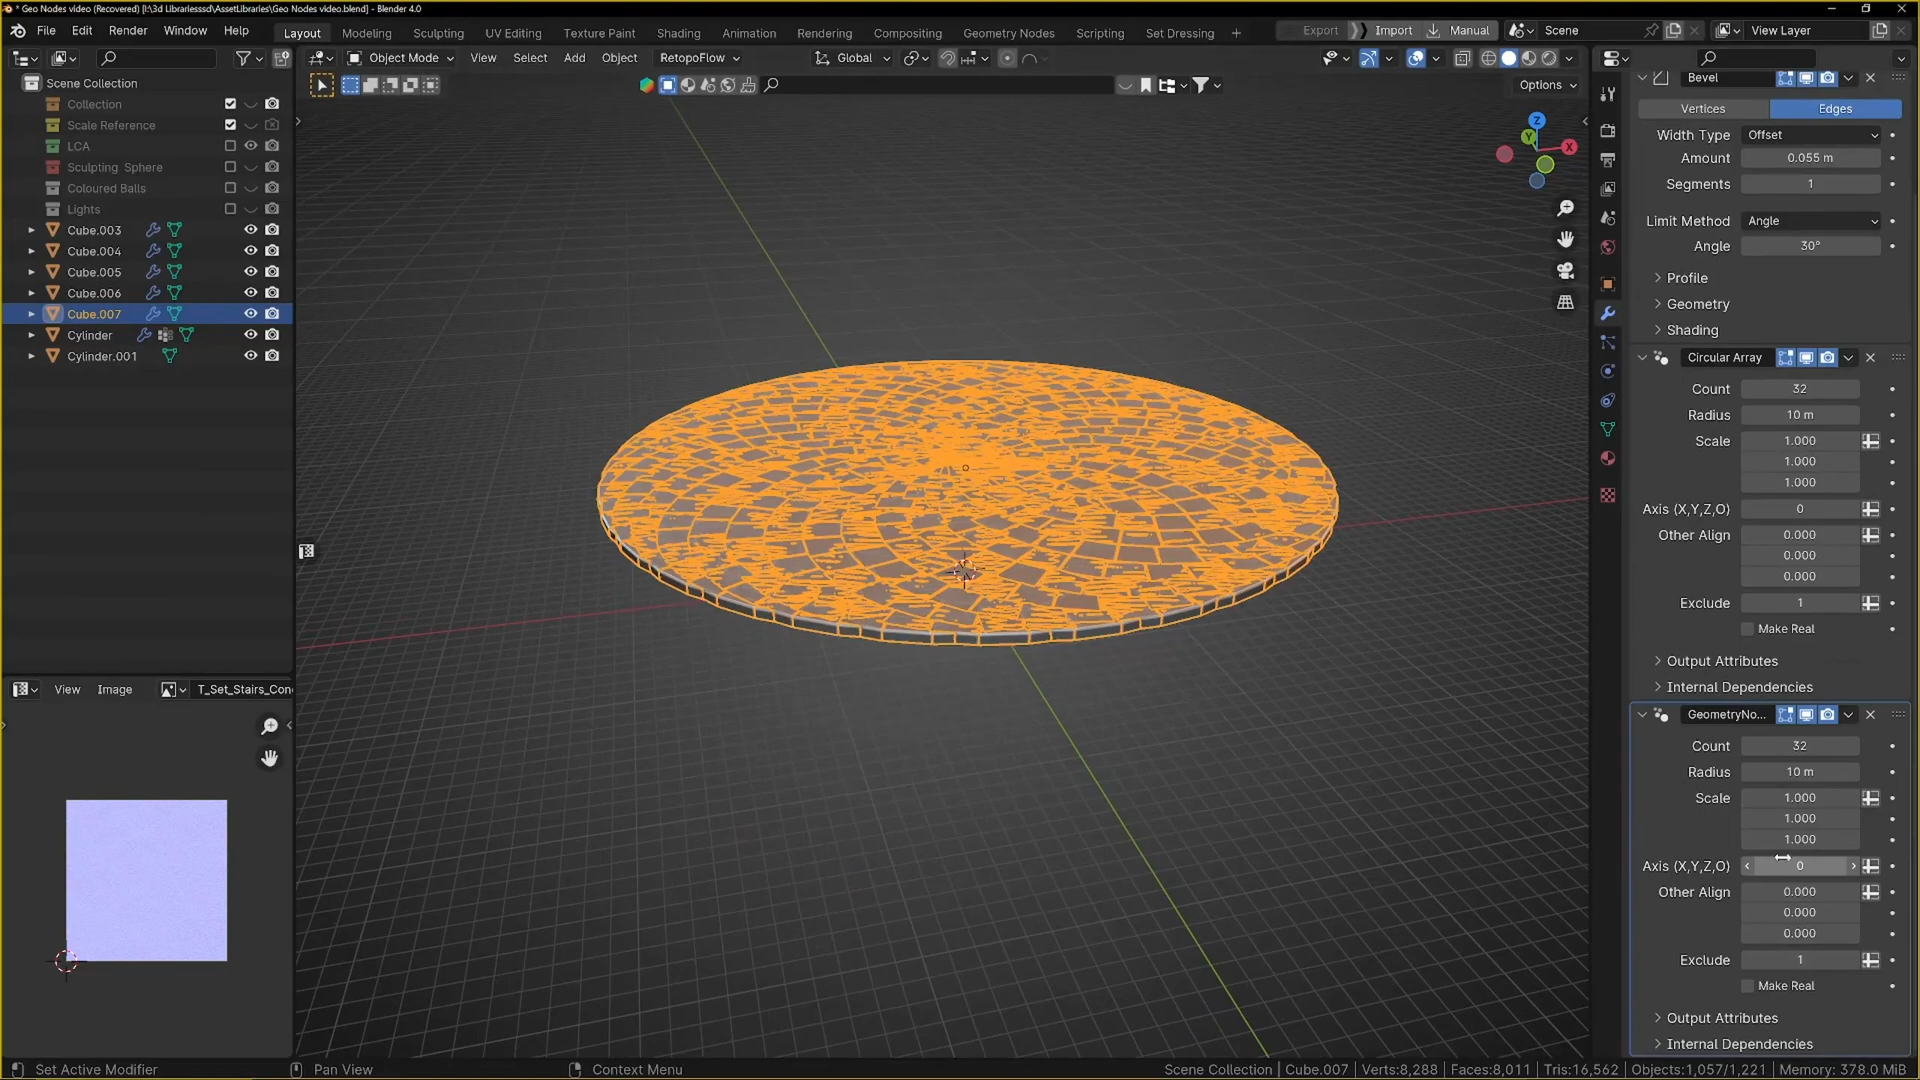 * Geo Nodes video (Recovered) [I:\3d Librariesssd\AssetLibraries\Geo Nodes video.blend] - Blender 4.0
File Edit Render Window Help Layout Modeling Sculpting UV Editing Texture Paint Shading Animation Rendering Compositing Geometry Nodes Scripting Set Dressing + Export Import Manual Scene View Layer
Object Mode View Select Add Object RetopoFlow Global
Options
Scene Collection
Collection
Scale Reference
LCA
Sculpting Sphere
Coloured Balls
Lights
Cube.003
Cube.004
Cube.005
Cube.006
Cube.007
Cylinder
Cylinder.001
View Image T_Set_Stairs_Con
Z
Y
X
Bevel
Vertices Edges
Width Type Offset
Amount 0.055 m
Segments 1
Limit Method Angle
Angle 30°
Profile
Geometry
Shading
Circular Array
Count 32
Radius 10 m
Scale 1.000
1.000
1.000
Axis (X,Y,Z,O) 0
Other Align 0.000
0.000
0.000
Exclude 1
Make Real
Output Attributes
Internal Dependencies
GeometryNo...
Count 32
Radius 10 m
Scale 1.000
1.000
1.000
Axis (X,Y,Z,O) 0
Other Align 0.000
0.000
0.000
Exclude 1
Make Real
Output Attributes
Internal Dependencies
Set Active Modifier Pan View Context Menu Scene Collection | Cube.007 | Verts:8,288 | Faces:8,011 | Tris:16,562 | Objects:1,057/1,221 | Memory: 378.0 MiB